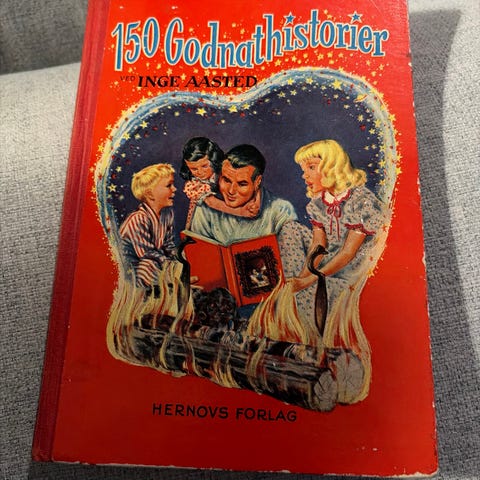 150 Godnathistorier
VED INGE AASTED
HERNOVS FORLAG